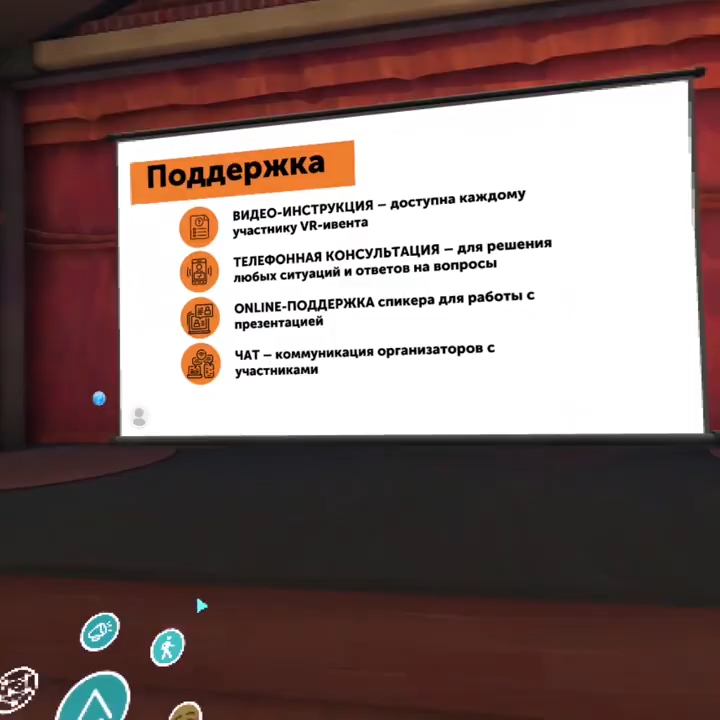 Поддержка
ВИДЕО-ИНСТРУКЦИЯ – доступна каждому
участнику VR-ивента
ТЕЛЕФОННАЯ КОНСУЛЬТАЦИЯ – для решения
любых ситуаций и ответов на вопросы
ONLINE-ПОДДЕРЖКА спикера для работы с
презентацией
ЧАТ – коммуникация организаторов с
участниками